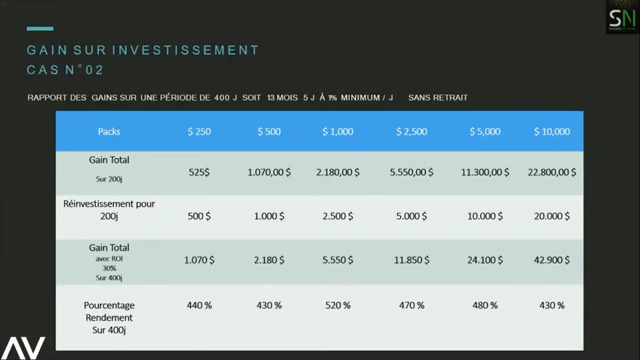 SN
GAIN SUR INVESTISSEMENT
CAS N°02
RAPPORT DES GAINS SUR UNE PÉRIODE DE 400 J SOIT 13 MOIS 5 J À 1% MINIMUM / J SANS RETRAIT
Packs $ 250 $ 500 $ 1,000 $ 2,500 $ 5,000 $ 10,000
Gain Total
Sur 200j
525$ 1.070,00 $ 2.180,00 $ 5.550,00 $ 11.300,00 $ 22.800,00 $
Réinvestissement pour
200j
500 $ 1.000 $ 2.500 $ 5.000 $ 10.000 $ 20.000 $
Gain Total
avec ROI
30%
Sur 400j
1.070 $ 2.180 $ 5.550 $ 11.850 $ 24.100 $ 42.900 $
Pourcentage
Rendement
Sur 400j
440 % 430 % 520 % 470 % 480 % 430 %
AV